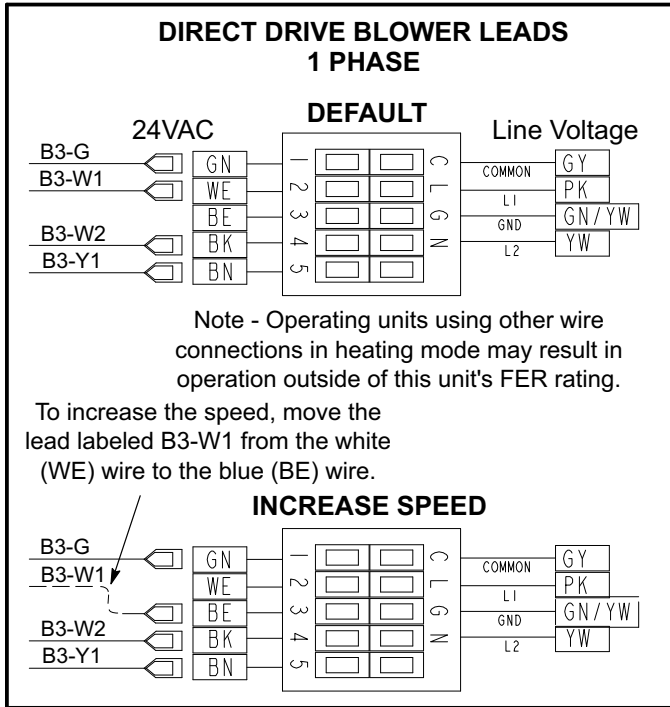 DIRECT DRIVE BLOWER LEADS
1 PHASE
DEFAULT
24VAC
Line Voltage
B3-G GN 1 C COMMON GY
B3-W1 WE 2 L L1 PK
BE 3 G GND GN/YW
B3-W2 BK 4 N L2 YW
B3-Y1 BN 5
Note - Operating units using other wire
connections in heating mode may result in
operation outside of this unit's FER rating.
To increase the speed, move the
lead labeled B3-W1 from the white
(WE) wire to the blue (BE) wire.
INCREASE SPEED
B3-G GN 1 C COMMON GY
B3-W1 WE 2 L L1 PK
BE 3 G GND GN/YW
B3-W2 BK 4 N L2 YW
B3-Y1 BN 5